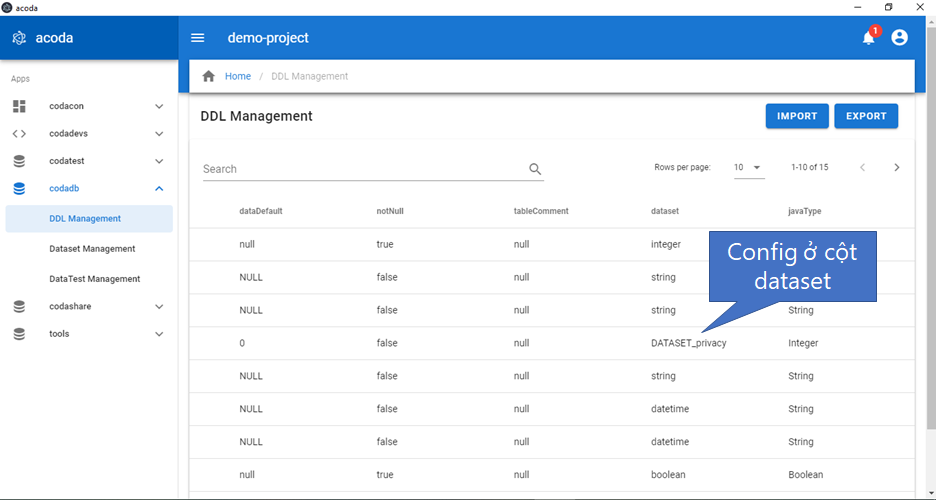 acoda
acoda
demo-project
1
Apps
Home / DDL Management
codacon
codadevs
codatest
codadb
DDL Management
Dataset Management
DataTest Management
codashare
tools
DDL Management
IMPORT
EXPORT
Search
Rows per page: 10
1-10 of 15
dataDefault notNull tableComment dataset javaType
null true null integer
NULL false null string
NULL false null string String
0 false null DATASET_privacy Integer
NULL false null string String
NULL false null datetime String
NULL false null datetime String
null true null boolean Boolean
Config ở cột
dataset